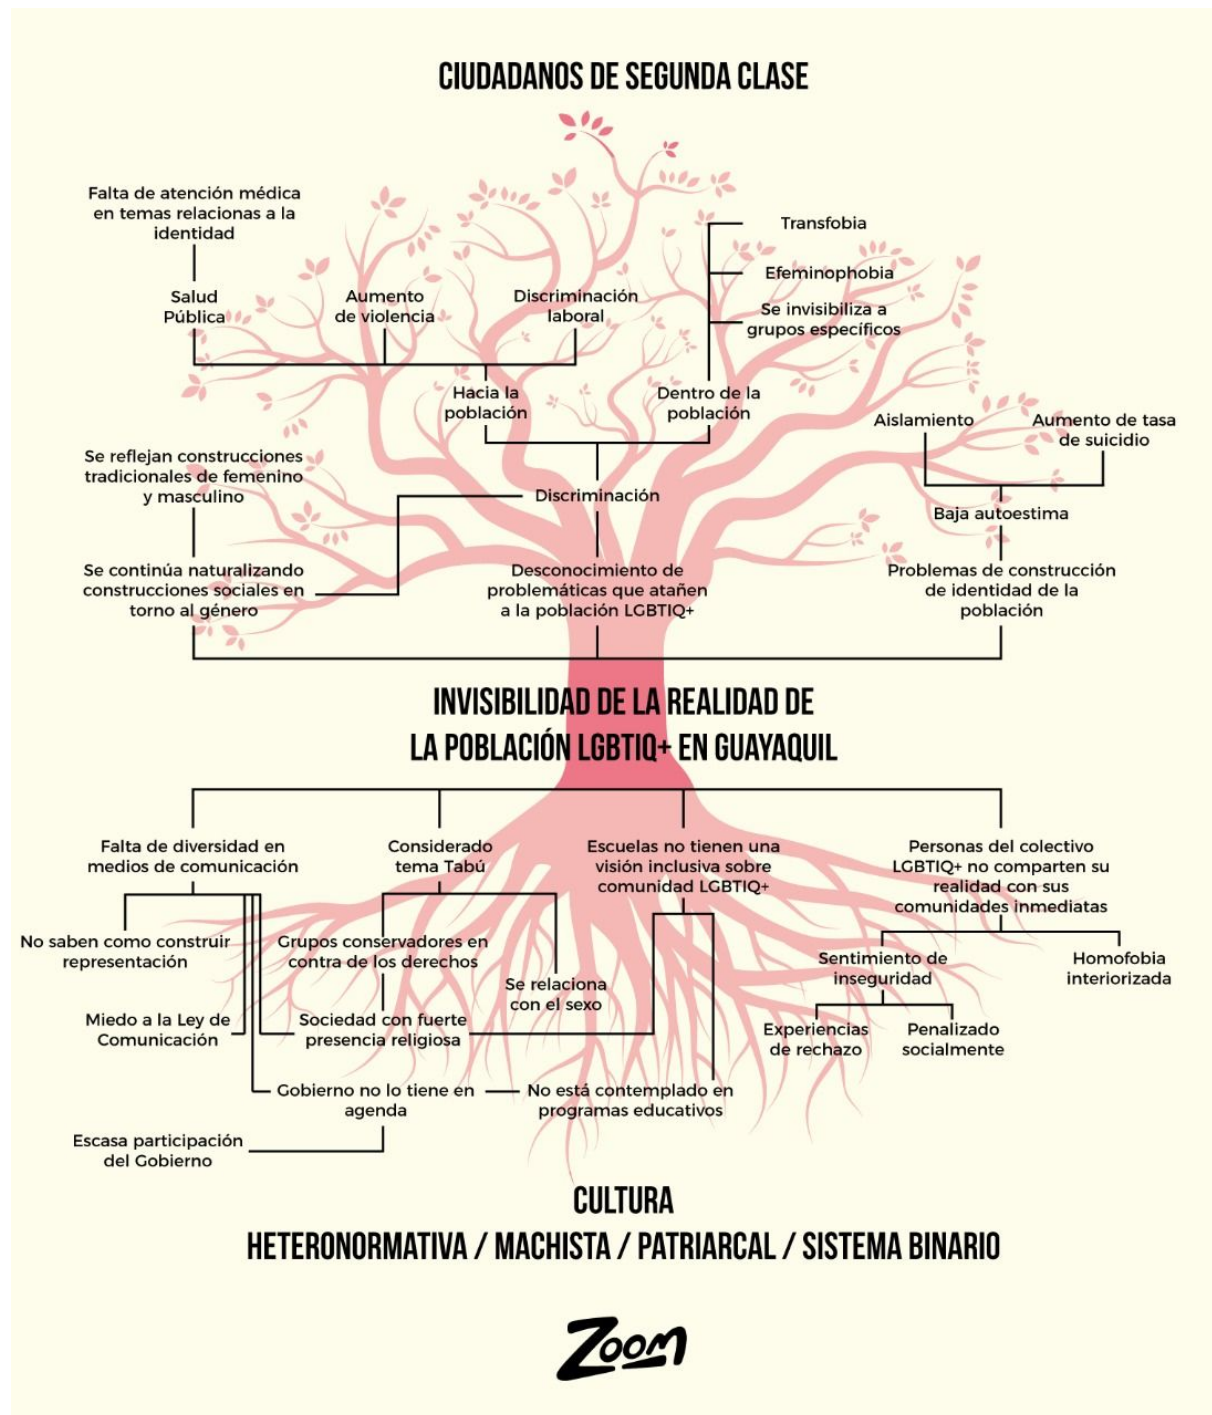 CIUDADANOS DE SEGUNDA CLASE
Falta de atención médica
en temas relacionas a la
identidad
Transfobia
Efeminophobia
Se invisibiliza a
grupos específicos
Salud
Pública
Aumento
de violencia
Discriminación
laboral
Hacia la
población
Dentro de la
población
Aislamiento
Aumento de tasa
de suicidio
Se reflejan construcciones
tradicionales de femenino
y masculino
Discriminación
Baja autoestima
Se continúa naturalizando
construcciones sociales en
torno al género
Desconocimiento de
problemáticas que atañen
a la población LGBTIQ+
Problemas de construcción
de identidad de la
población
INVISIBILIDAD DE LA REALIDAD DE
LA POBLACIÓN LGBTIQ+ EN GUAYAQUIL
Falta de diversidad en
medios de comunicación
Considerado
tema Tabú
Escuelas no tienen una
visión inclusiva sobre
comunidad LGBTIQ+
Personas del colectivo
LGBTIQ+ no comparten su
realidad con sus
comunidades inmediatas
No saben como construir
representación
Grupos conservadores en
contra de los derechos
Se relaciona
con el sexo
Sentimiento de
inseguridad
Homofobia
interiorizada
Miedo a la Ley de
Comunicación
Sociedad con fuerte
presencia religiosa
Experiencias
de rechazo
Penalizado
socialmente
Gobierno no lo tiene en
agenda
No está contemplado en
programas educativos
Escasa participación
del Gobierno
CULTURA
HETERONORMATIVA / MACHISTA / PATRIARCAL / SISTEMA BINARIO
ZOOM